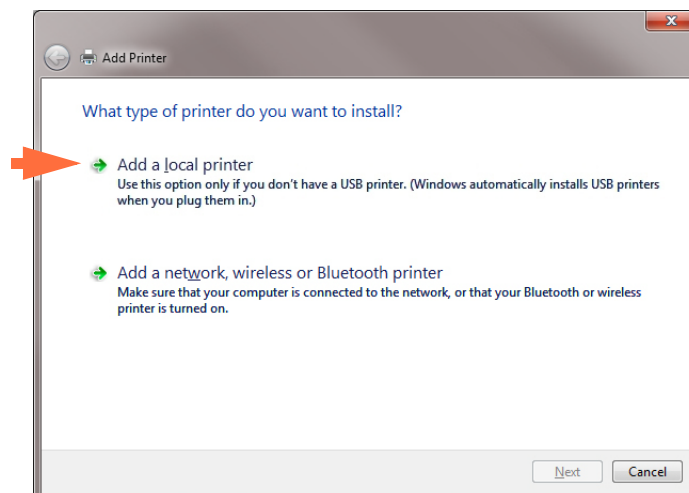 Add Printer
What type of printer do you want to install?
Add a local printer
Use this option only if you don't have a USB printer. (Windows automatically installs USB printers
when you plug them in.)
Add a network, wireless or Bluetooth printer
Make sure that your computer is connected to the network, or that your Bluetooth or wireless
printer is turned on.
Next Cancel